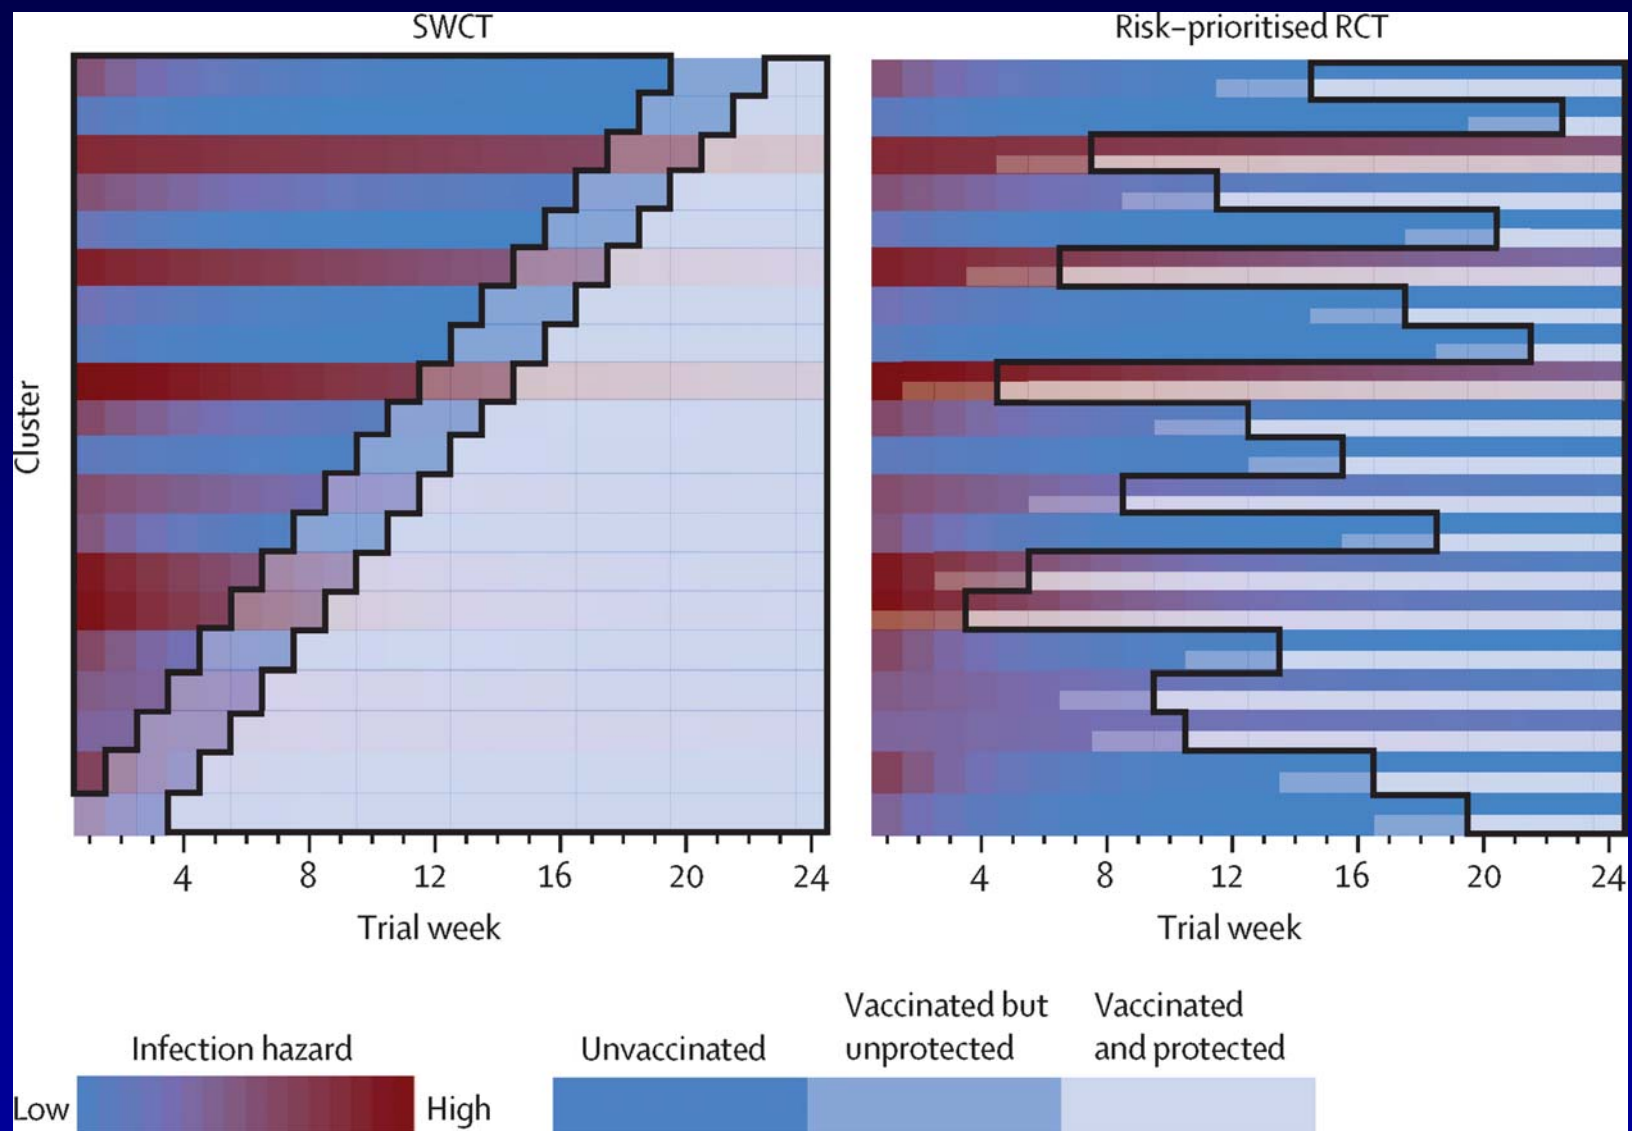 SWCT
Risk–prioritised RCT
Cluster
4 8 12 16 20 24
4 8 12 16 20 24
Trial week
Trial week
Infection hazard
Low
High
Unvaccinated
Vaccinated but
unprotected
Vaccinated
and protected